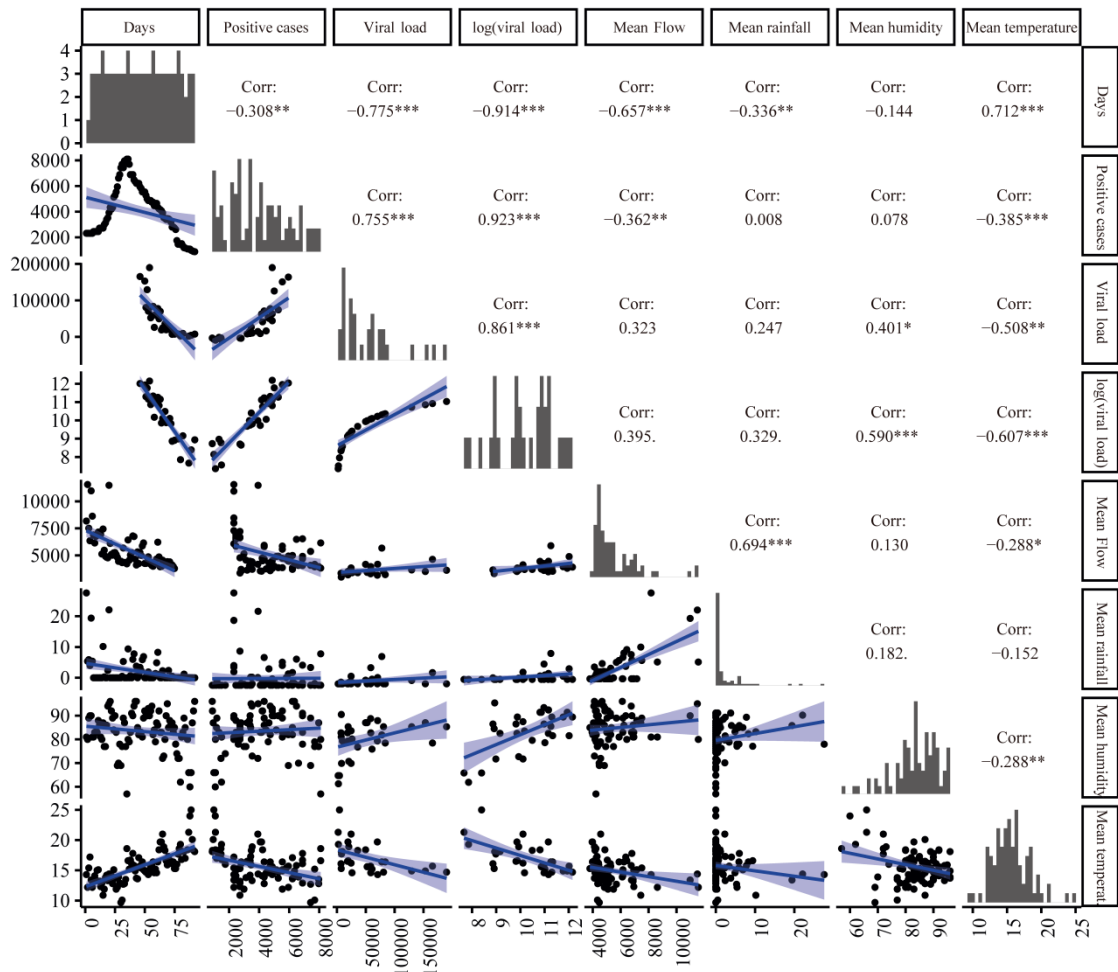 Days Positive cases Viral load log(viral load) Mean Flow Mean rainfall Mean humidity Mean temperature
4
3
2
1
0
Corr: Corr: Corr: Corr: Corr: Corr: Corr:
−0.308** −0.775*** −0.914*** −0.657*** −0.336** −0.144 0.712***
Days
8000
6000
4000
2000
Corr: Corr: Corr: Corr: Corr: Corr:
0.755*** 0.923*** −0.362** 0.008 0.078 −0.385***
Positive cases
200000
100000
0
Corr: Corr: Corr: Corr: Corr:
0.861*** 0.323 0.247 0.401* −0.508**
Viral load
12
11
10
9
8
Corr: Corr: Corr: Corr:
0.395. 0.329. 0.590*** −0.607***
log(viral load)
10000
7500
5000
Corr: Corr: Corr:
0.694*** 0.130 −0.288*
Mean Flow
20
10
0
Corr: Corr:
0.182. −0.152
Mean rainfall
90
80
70
60
Corr:
−0.288**
Mean humidity
25
20
15
10
Mean temperat.
0 25 50 75 2000 4000 6000 8000 0 50000 100000 150000 8 9 10 11 12 4000 6000 8000 10000 0 10 20 60 70 80 90 10 15 20 25